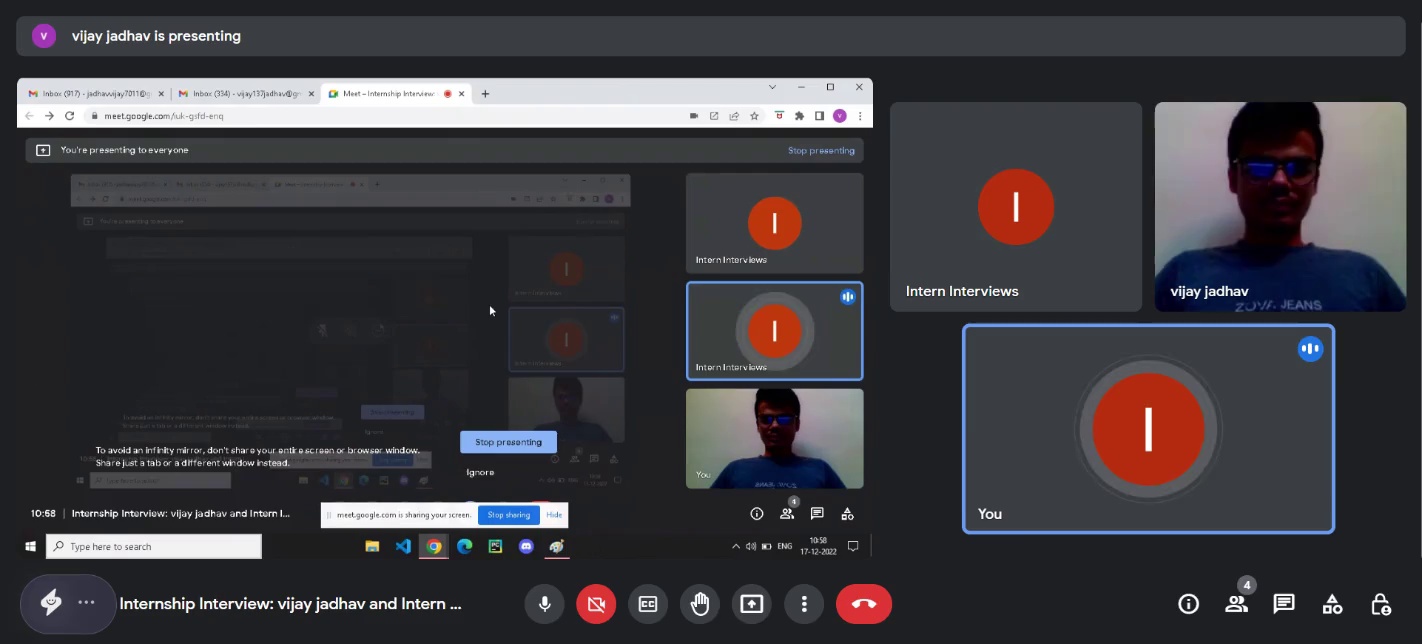 V
vijay jadhav is presenting
Inbox (917) - jadhavvijay7011@g
Inbox (334) - vijay137jadhav@g
Meet – Internship Interview:
meet.google.com/iuk-gsfd-enq
V
You're presenting to everyone
Stop presenting
I
Intern Interviews
I
Intern Interviews
You
To avoid an infinity mirror, don't share your entire screen or browser window.
Share just a tab or a different window instead.
Stop presenting
Ignore
10:58 | Internship Interview: vijay jadhav and Intern I...
meet.google.com is sharing your screen.
Stop sharing
Hide
4
Type here to search
ENG
10:58
17-12-2022
I
Intern Interviews
vijay jadhav
JEANS
I
You
Internship Interview: vijay jadhav and Intern ...
CC
4